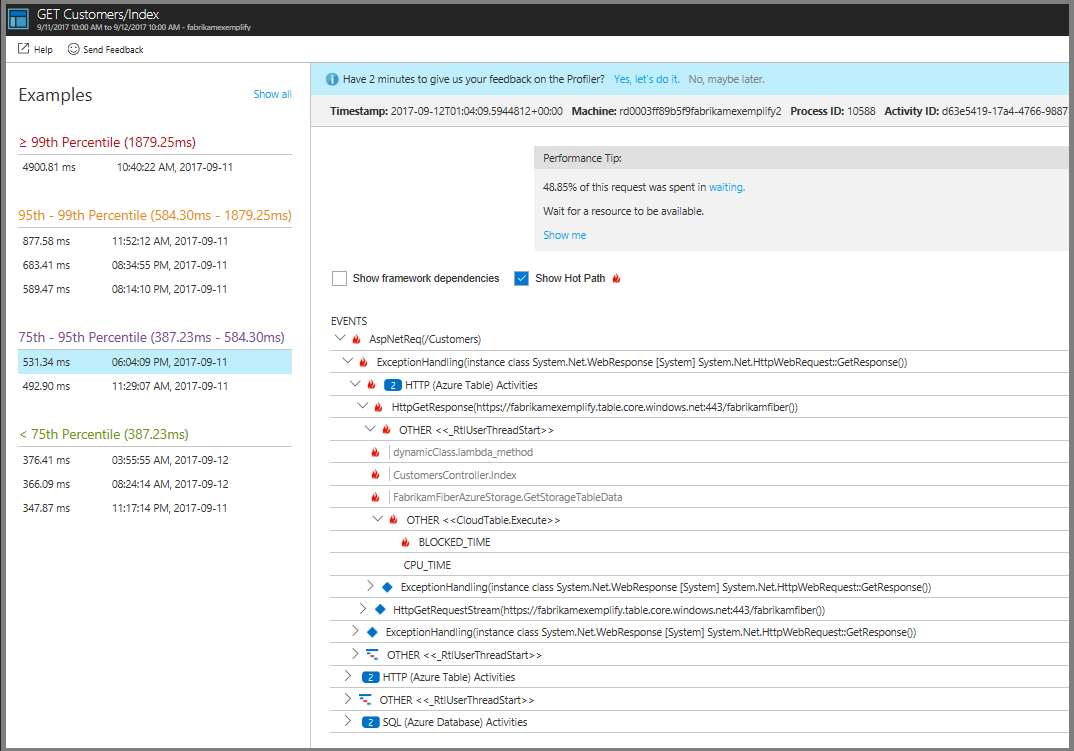 GET Customers/Index
9/11/2017 10:00 AM to 9/12/2017 10:00 AM - fabrikamexemplify
Help Send Feedback
Examples Show all
≥ 99th Percentile (1879.25ms)
4900.81 ms 10:40:22 AM, 2017-09-11
95th - 99th Percentile (584.30ms - 1879.25ms)
877.58 ms 11:52:12 AM, 2017-09-11
683.41 ms 08:34:55 PM, 2017-09-11
589.47 ms 08:14:10 PM, 2017-09-11
75th - 95th Percentile (387.23ms - 584.30ms)
531.34 ms 06:04:09 PM, 2017-09-11
492.90 ms 11:29:07 AM, 2017-09-11
< 75th Percentile (387.23ms)
376.41 ms 03:55:55 AM, 2017-09-12
366.09 ms 08:24:14 AM, 2017-09-12
347.87 ms 11:17:14 PM, 2017-09-11
Have 2 minutes to give us your feedback on the Profiler? Yes, let's do it. No, maybe later.
Timestamp: 2017-09-12T01:04:09.5944812+00:00 Machine: rd0003ff89b5f9fabrikamexemplify2 Process ID: 10588 Activity ID: d63e5419-17a4-4766-9887-
Performance Tip:
48.85% of this request was spent in waiting.
Wait for a resource to be available.
Show me
Show framework dependencies Show Hot Path
EVENTS
AspNetReq(/Customers)
ExceptionHandling(instance class System.Net.WebResponse [System] System.Net.HttpWebRequest::GetResponse())
2 HTTP (Azure Table) Activities
HttpGetResponse(https://fabrikamexemplify.table.core.windows.net:443/fabrikamfiber())
OTHER <<_RtlUserThreadStart>>
dynamicClass.lambda_method
CustomersController.Index
FabrikamFiberAzureStorage.GetStorageTableData
OTHER <<CloudTable.Execute>>
BLOCKED_TIME
CPU_TIME
ExceptionHandling(instance class System.Net.WebResponse [System] System.Net.HttpWebRequest::GetResponse())
HttpGetRequestStream(https://fabrikamexemplify.table.core.windows.net:443/fabrikamfiber())
ExceptionHandling(instance class System.Net.WebResponse [System] System.Net.HttpWebRequest::GetResponse())
OTHER <<_RtlUserThreadStart>>
2 HTTP (Azure Table) Activities
OTHER <<_RtlUserThreadStart>>
2 SQL (Azure Database) Activities